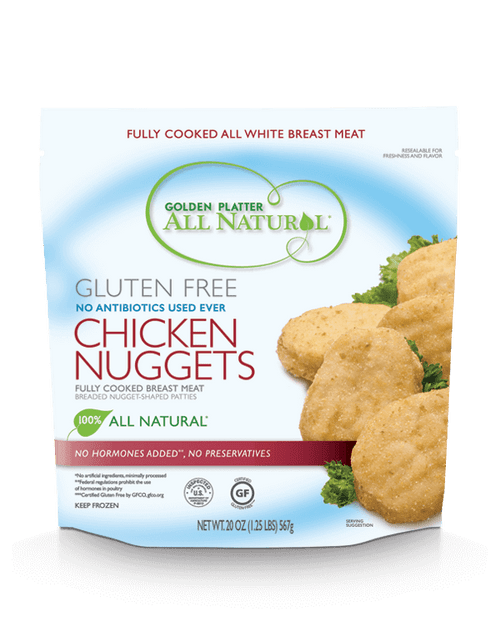 FULLY COOKED ALL WHITE BREAST MEAT
RESEALABLE FOR
FRESHNESS AND FLAVOR
GOLDEN PLATTER
ALL NATURAL®
GLUTEN FREE
NO ANTIBIOTICS USED EVER
CHICKEN
NUGGETS
FULLY COOKED BREAST MEAT
BREADED NUGGET-SHAPED PATTIES
100% ALL NATURAL*
NO HORMONES ADDED**, NO PRESERVATIVES
*No artificial ingredients, minimally processed
**Federal regulations prohibit the use
of hormones in poultry
***Certified Gluten Free by GFCO, gfco.org
KEEP FROZEN
INSPECTED
U.S.
CERTIFIED
GF
GLUTEN-FREE
NET WT. 20 OZ (1.25 LBS) 567g
SERVING
SUGGESTION